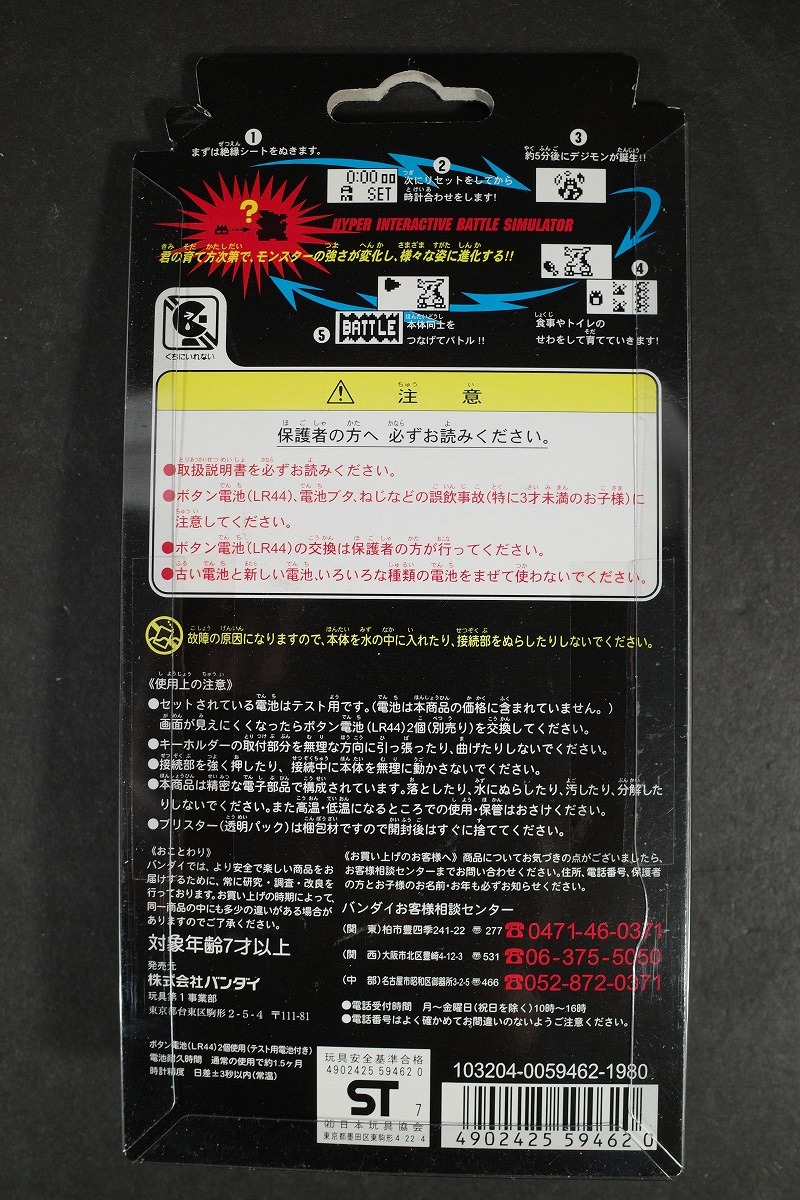 ①
まずは絶縁シートをぬきます。
②
0:00 00
AM SET
次にリセットをしてから
時計合わせをします!
③
約5分後にデジモンが誕生!!
?
HYPER INTERACTIVE BATTLE SIMULATOR
君の育て方次第で、モンスターの強さが変化し、様々な姿に進化する!!
④
食事やトイレの
せわをして育てていきます!
⑤
BATTLE
本体同士を
つなげてバトル!!
くちにいれない
注意
保護者の方へ 必ずお読みください。
●取扱説明書を必ずお読みください。
●ボタン電池(LR44)、電池ブタ、ねじなどの誤飲事故(特に3才未満のお子様)に
注意してください。
●ボタン電池(LR44)の交換は保護者の方が行ってください。
●古い電池と新しい電池、いろいろな種類の電池をまぜて使わないでください。
故障の原因になりますので、本体を水の中に入れたり、接続部をぬらしたりしないでください。
《使用上の注意》
●セットされている電池はテスト用です。(電池は本商品の価格に含まれていません。)
画面が見えにくくなったらボタン電池(LR44)2個(別売り)を交換してください。
●キーホルダーの取付部分を無理な方向に引っ張ったり、曲げたりしないでください。
●接続部を強く押したり、接続中に本体を無理に動かさないでください。
●本商品は精密な電子部品で構成されています。落としたり、水にぬらしたり、汚したり、分解した
りしないでください。また高温・低温になるところでの使用・保管はおさけください。
●ブリスター(透明パック)は梱包材ですので開封後はすぐに捨ててください。
《おことわり》
バンダイでは、より安全で楽しい商品をお
届けするために、常に研究・調査・改良を
行っております。お買い上げの時期によって、
同一商品の中にも多少の違いがある場合が
ありますのでご了承ください。
対象年齢7才以上
発売元
株式会社バンダイ
玩具第1事業部
東京都台東区駒形2-5-4 〒111-81
《お買い上げのお客様へ》商品についてお気づきの点がございましたら、
お客様相談センターまでお問い合わせください。住所、電話番号、保護者
の方とお子様のお名前・お年も必ずお知らせください。
バンダイお客様相談センター
(関 東)柏市豊四季241-22 〒277 ☎0471-46-0371
(関 西)大阪市北区豊崎4-12-3 〒531 ☎06-375-5050
(中 部)名古屋市昭和区御器所3-2-5 〒466 ☎052-872-0371
●電話受付時間 月〜金曜日(祝日を除く)10時〜16時
●電話番号はよく確かめてお間違いのないようご注意ください。
ボタン電池(LR44)2個使用(テスト用電池付き)
電池耐久時間 通常の使用で約1.5ヶ月
時計精度 日差±3秒以内(常温)
玩具安全基準合格
4902425 59462 0
ST 7
(社)日本玩具協会
東京都墨田区東駒形4-22-4
103204-0059462-1980
4 902425 594620